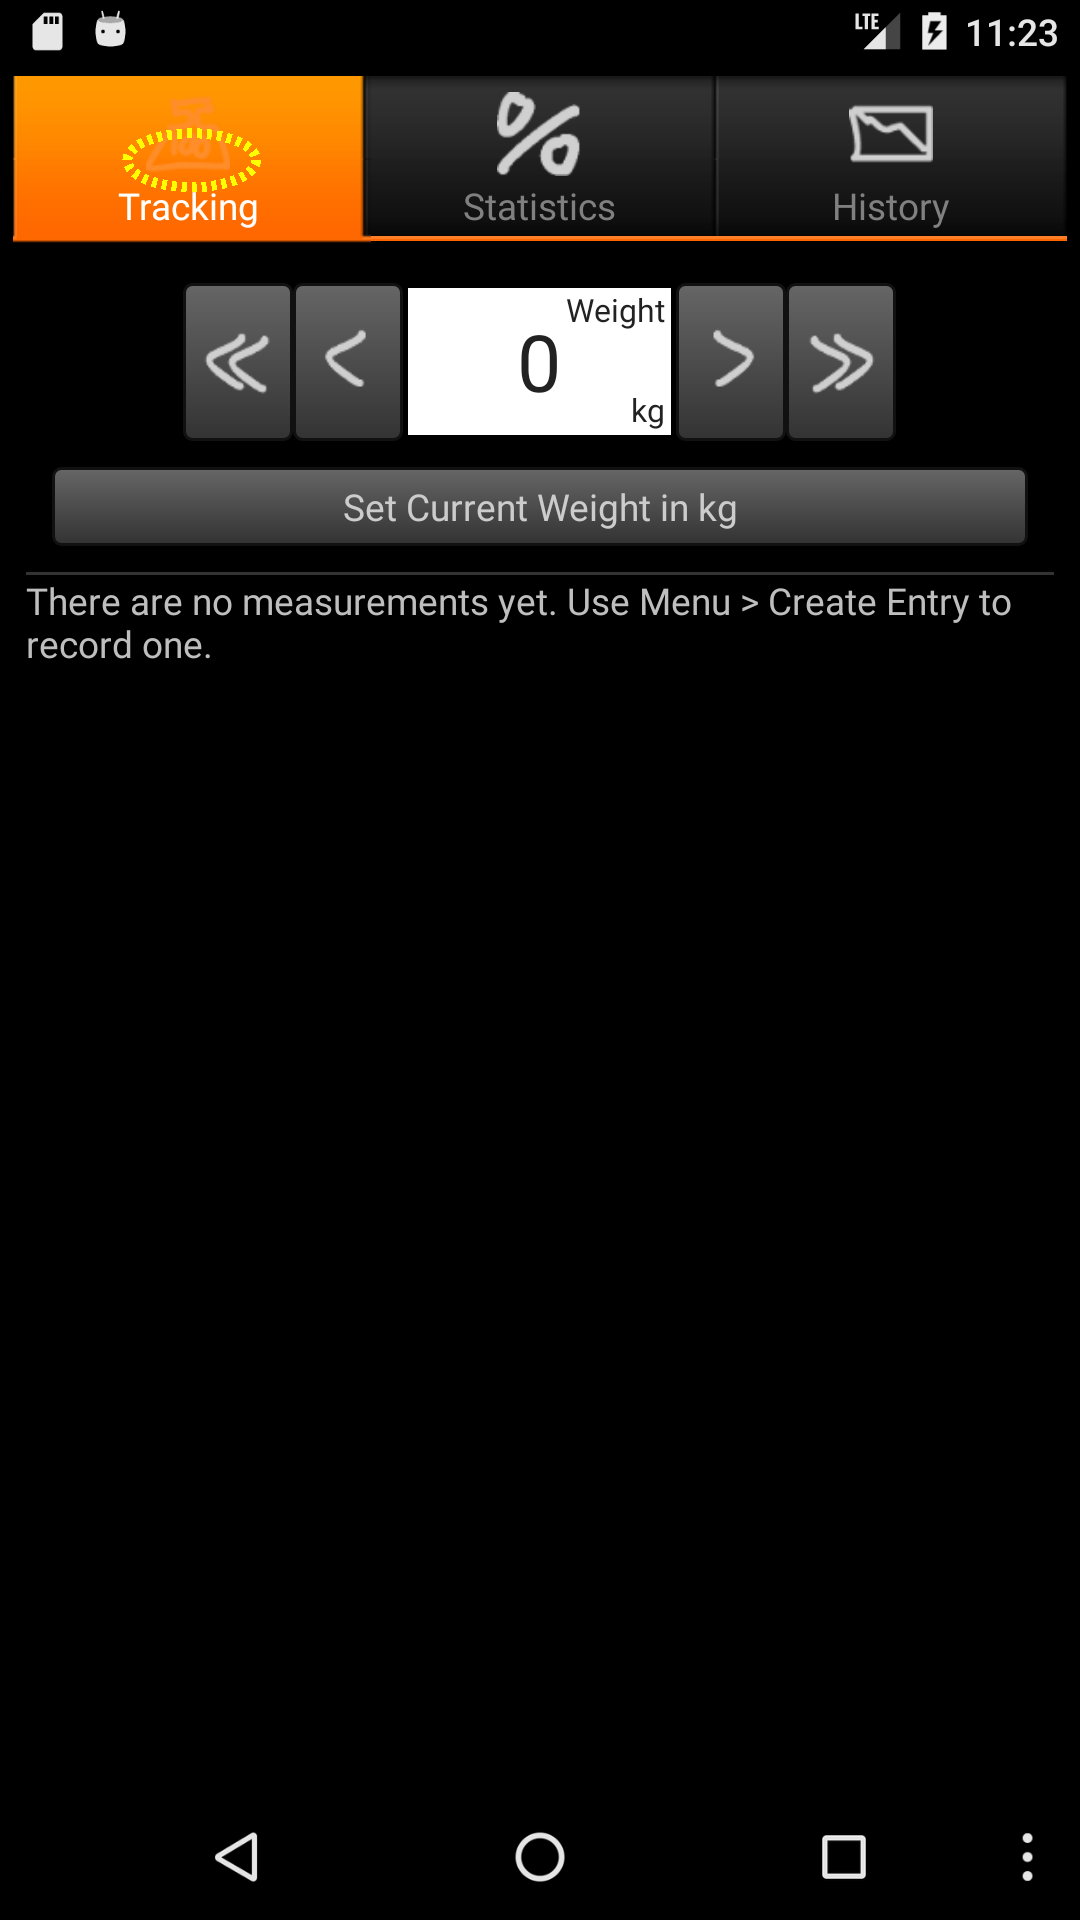 LTE 11:23
Tracking Statistics History
Weight
0
kg
Set Current Weight in kg
There are no measurements yet. Use Menu > Create Entry to
record one.